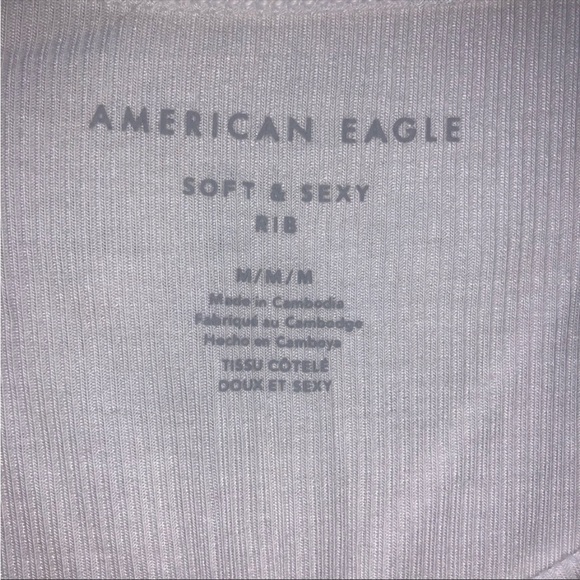 AMERICAN EAGLE
SOFT & SEXY
RIB
M/M/M
Made in Cambodia
Fabriqué au Cambodge
Hecho en Camboya
TISSU CÔTELÉ
DOUX ET SEXY